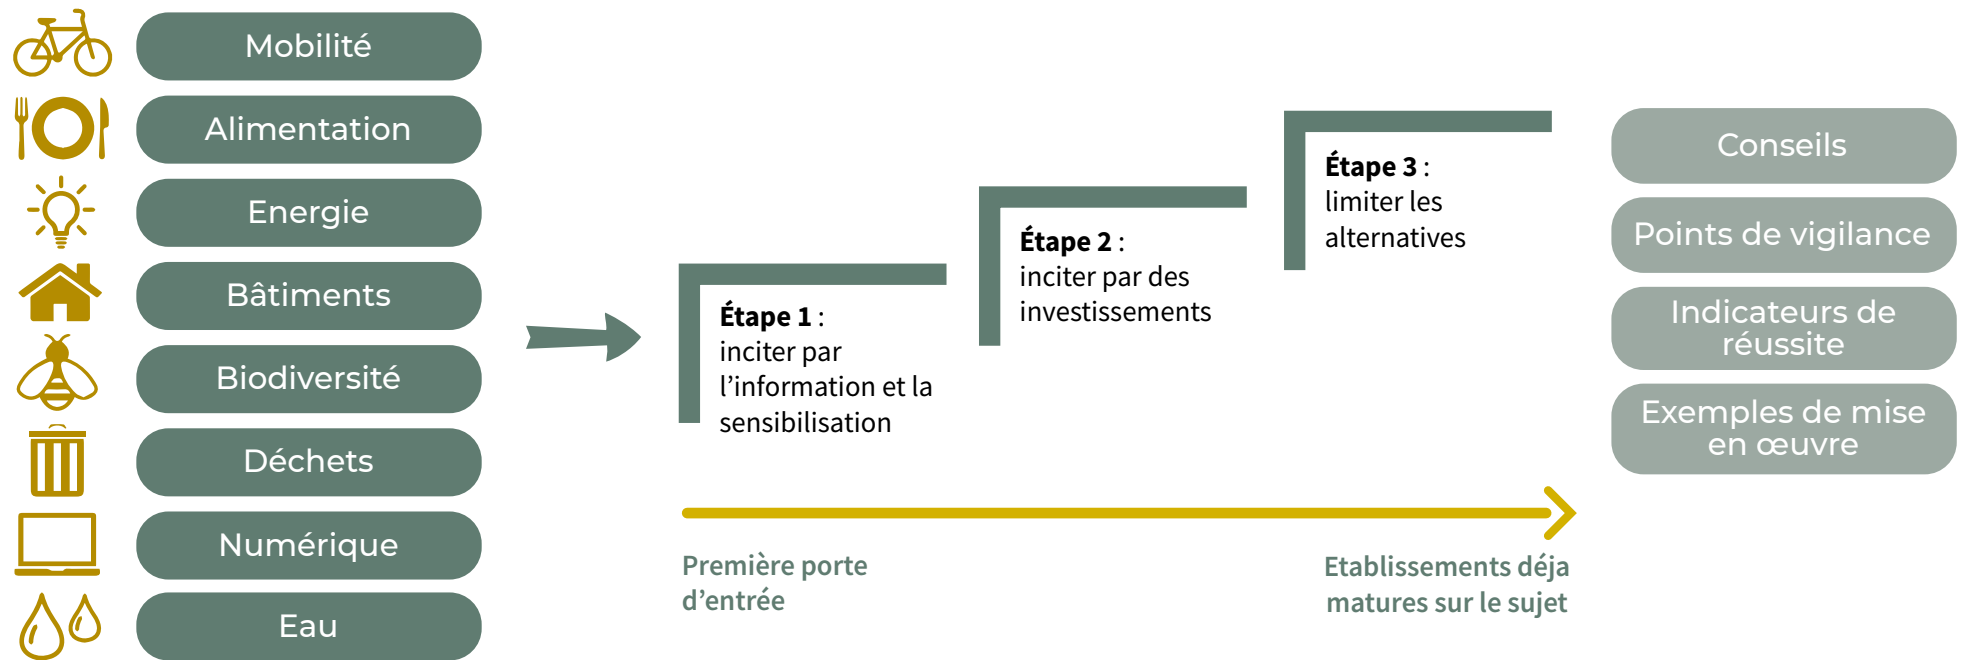 Mobilité
Alimentation
Energie
Bâtiments
Biodiversité
Déchets
Numérique
Eau
Étape 1 :
inciter par
l’information et la
sensibilisation
Étape 2 :
inciter par des
investissements
Étape 3 :
limiter les
alternatives
Première porte
d’entrée
Etablissements déja
matures sur le sujet
Conseils
Points de vigilance
Indicateurs de
réussite
Exemples de mise
en œuvre